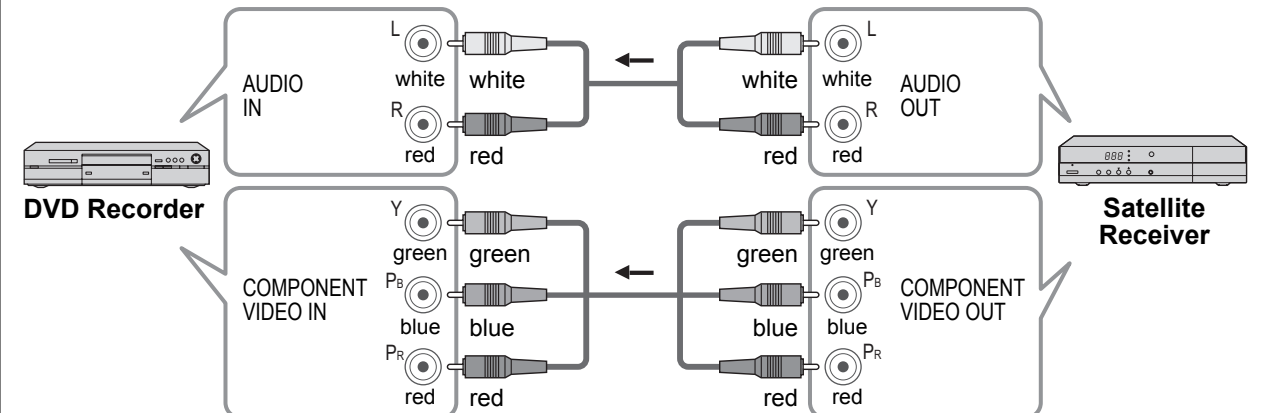 AUDIO
IN
L
white
R
red
white
red
white
red
L
white
R
red
AUDIO
OUT
DVD Recorder
888
Satellite
Receiver
COMPONENT
VIDEO IN
Y
green
PB
blue
PR
red
green
blue
red
green
blue
red
Y
green
PB
blue
PR
red
COMPONENT
VIDEO OUT